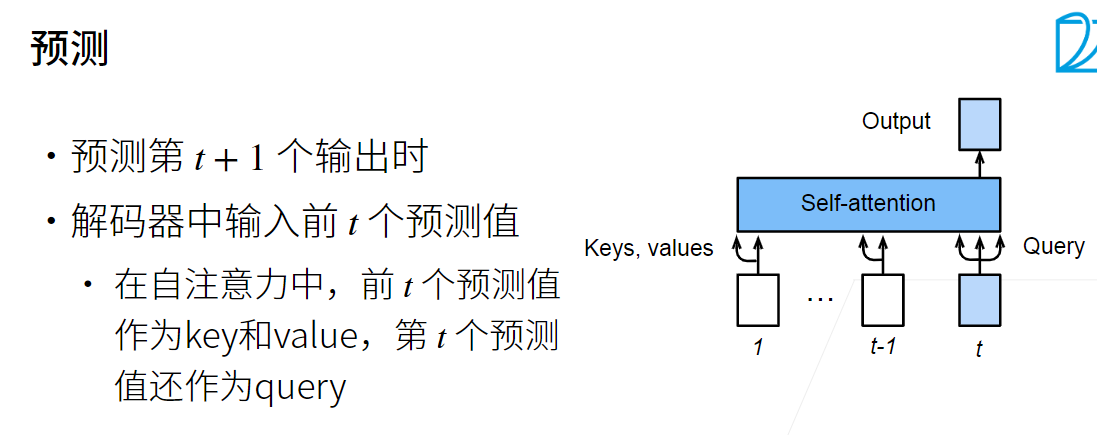 预测
• 预测第 t + 1 个输出时
• 解码器中输入前 t 个预测值
• 在自注意力中，前 t 个预测值
作为key和value，第 t 个预测
值还作为query
Output
Self-attention
Keys, values
Query
...
1
t-1
t